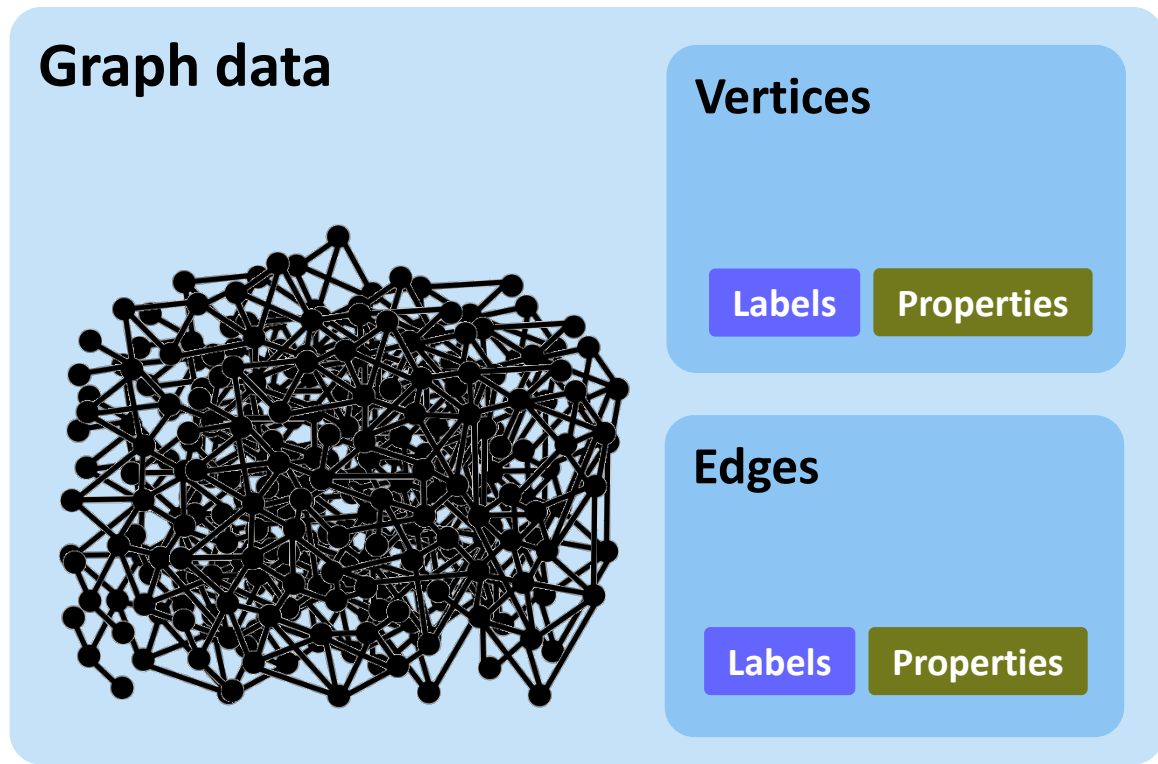 Graph data
Vertices
Labels
Properties
Edges
Labels
Properties